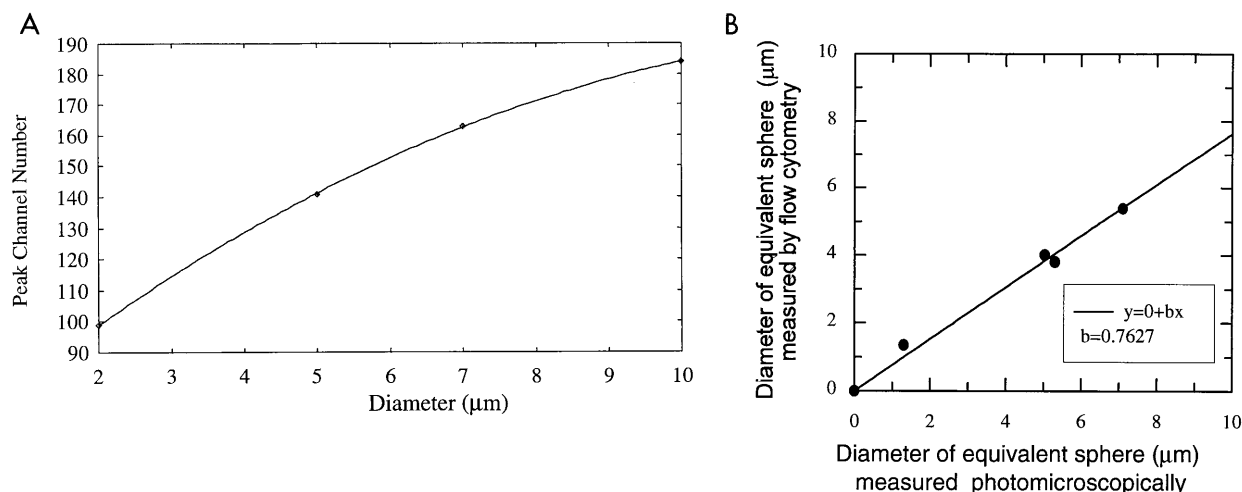 A
190
180
170
160
150
140
130
120
110
100
90
Peak Channel Number
2 3 4 5 6 7 8 9 10
Diameter (μm)
B
10
8
6
4
2
0
Diameter of equivalent sphere (μm)
measured by flow cytometry
y=0+bx
b=0.7627
0 2 4 6 8 10
Diameter of equivalent sphere (μm)
measured photomicroscopically